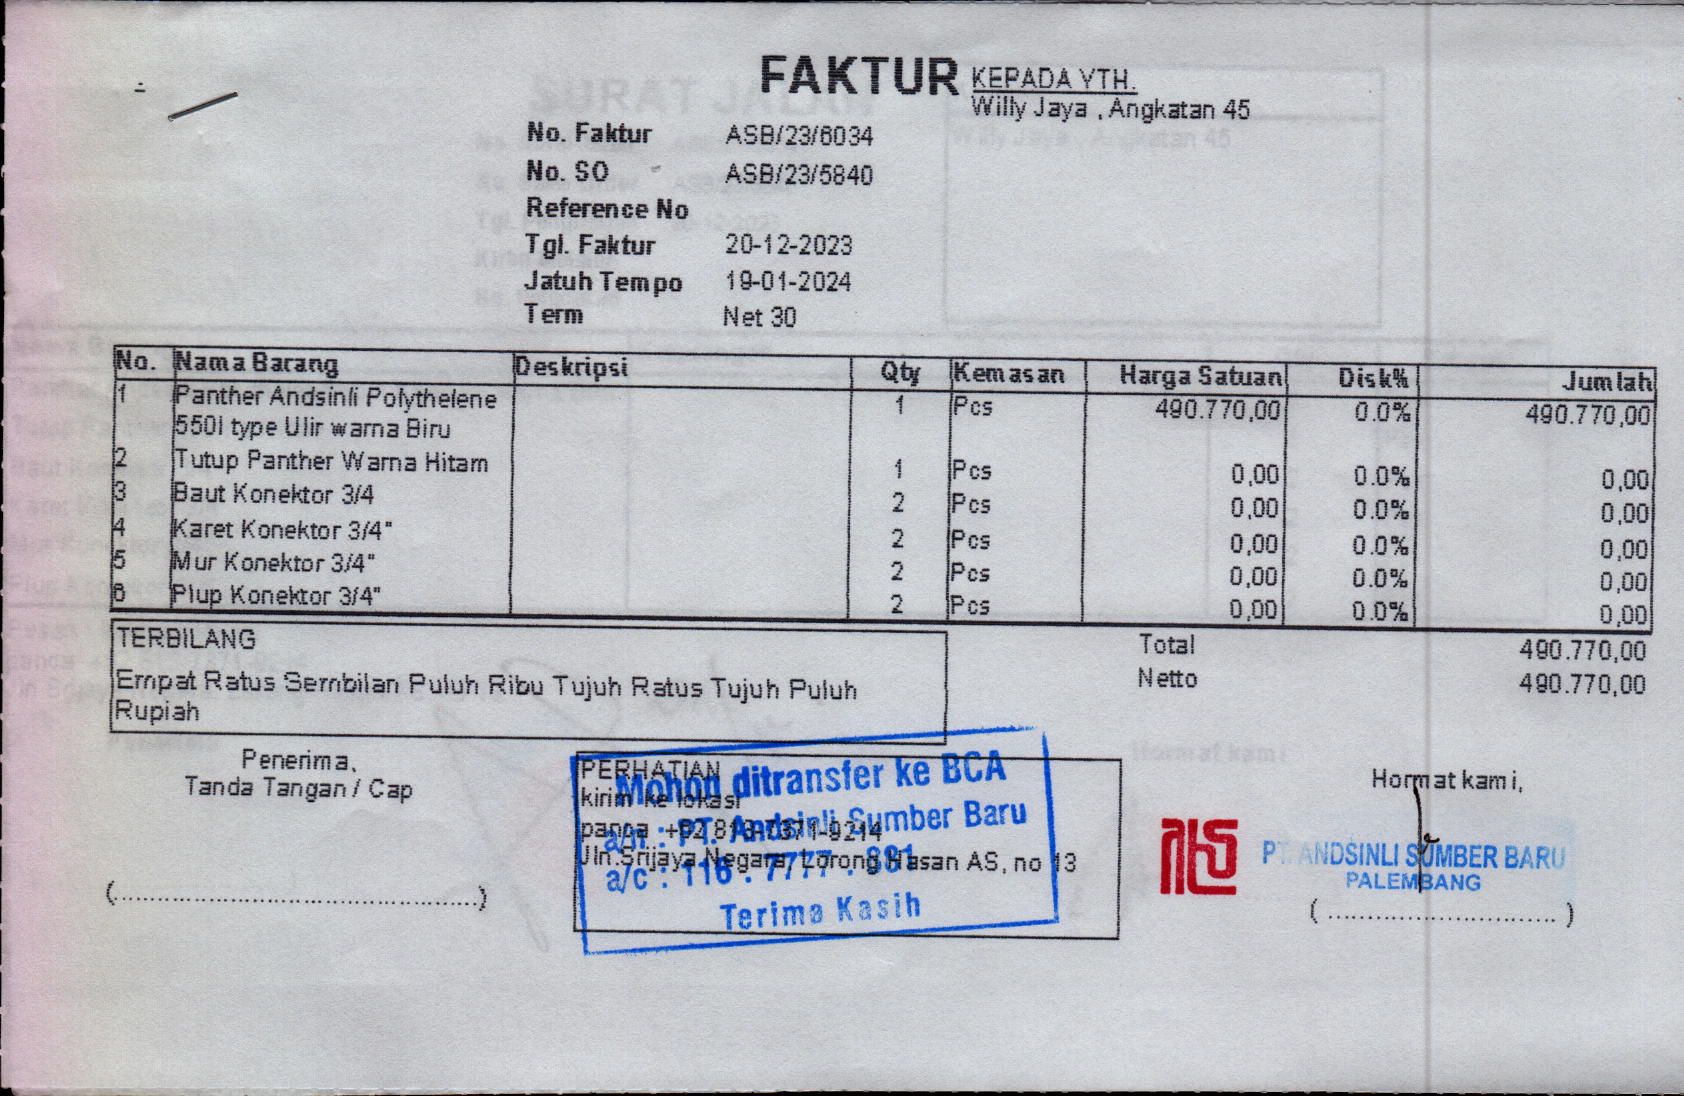 FAKTUR
KEPADA YTH.
Willy Jaya , Angkatan 45
No. Faktur ASB/23/6034
No. SO ASB/23/5840
Reference No
Tgl. Faktur 20-12-2023
Jatuh Tempo 19-01-2024
Term Net 30
No. Nama Barang Deskripsi Qty Kemasan Harga Satuan Disk% Jumlah
1 Panther Andsinli Polythelene 1 Pcs 490.770,00 0.0% 490.770,00
550l type Ulir warna Biru
2 Tutup Panther Warna Hitam 1 Pcs 0,00 0.0% 0,00
3 Baut Konektor 3/4 2 Pcs 0,00 0.0% 0,00
4 Karet Konektor 3/4" 2 Pcs 0,00 0.0% 0,00
5 Mur Konektor 3/4" 2 Pcs 0,00 0.0% 0,00
6 Plup Konektor 3/4" 2 Pcs 0,00 0.0% 0,00
TERBILANG
Empat Ratus Sembilan Puluh Ribu Tujuh Ratus Tujuh Puluh
Rupiah
Total 490.770,00
Netto 490.770,00
Penerima,
Tanda Tangan / Cap
PERHATIAN
kirim ke lokasi
panca +62 813-7371-9214
Jln.Srijaya Negara, Lorong Hasan AS, no 13
Mohon ditransfer ke BCA
a/n : PT. Andsinli Sumber Baru
a/c : 116 . 7777 . 881
Terima Kasih
Hormat kami,
PT. ANDSINLI SUMBER BARU
PALEMBANG